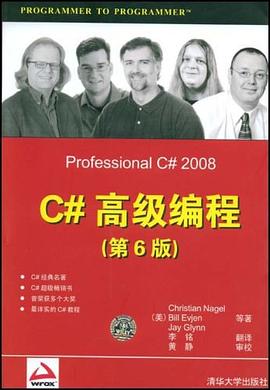 PROGRAMMER TO PROGRAMMER™
Professional C# 2008
C# 高级编程
(第 6 版)
C# 经典名著
C# 超级畅销书
曾荣获多个大奖
最详实的 C# 教程
Christian Nagel
(美) Bill Evjen 等著
Jay Glynn
李 铭 翻译
黄 静 审校
wrox
清华大学出版社